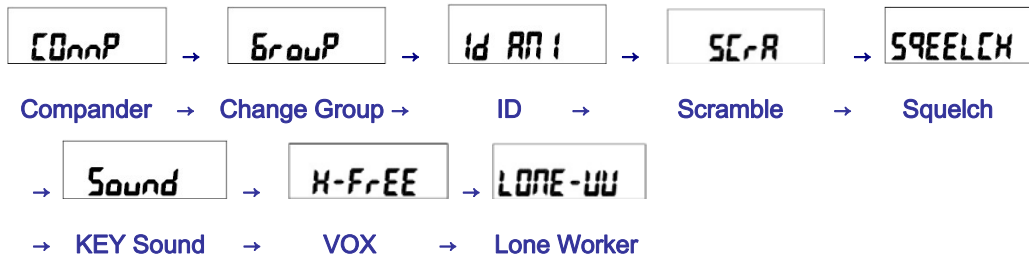 COnnP → GrouP → Id ANI → SCrA → SQEELCH
Compander → Change Group → ID → Scramble → Squelch
→ Sound → H-FrEE → LONE-UU
→ KEY Sound → VOX → Lone Worker